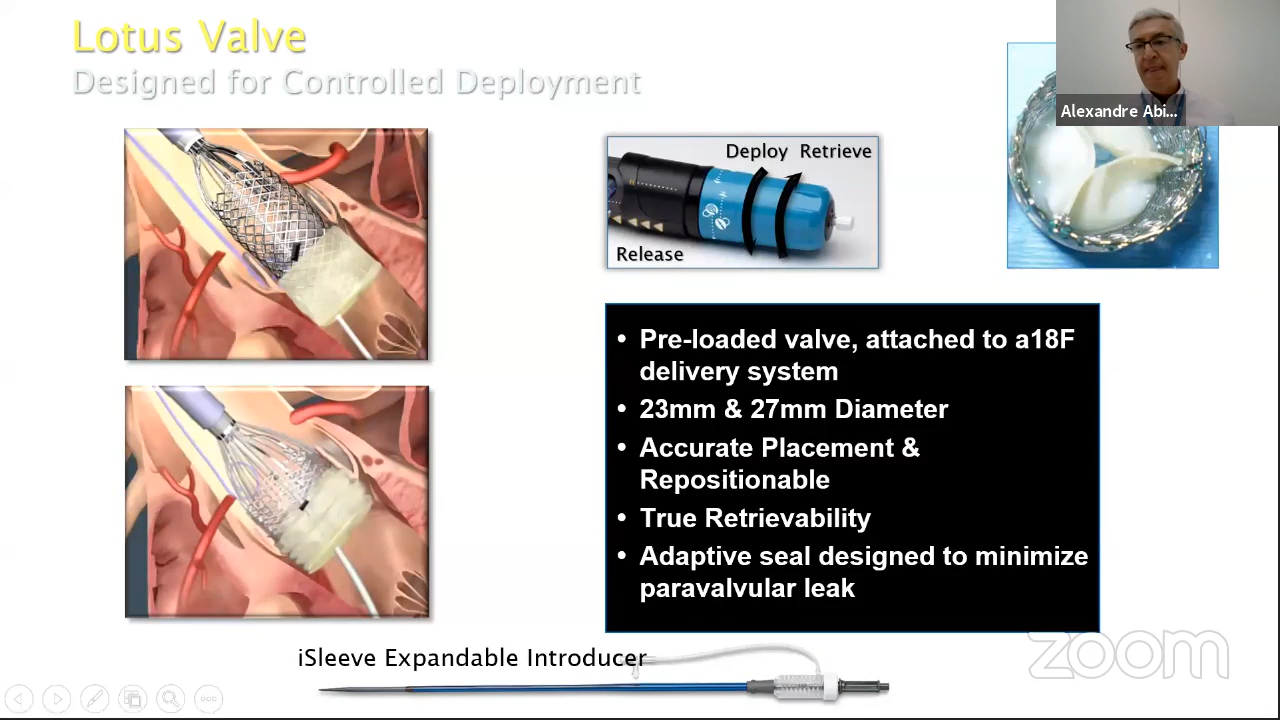 Lotus Valve
Designed for Controlled Deployment
Alexandre Abi...
Deploy Retrieve
Release
• Pre-loaded valve, attached to a18F
delivery system
• 23mm & 27mm Diameter
• Accurate Placement &
Repositionable
• True Retrievability
• Adaptive seal designed to minimize
paravalvular leak
iSleeve Expandable Introducer
zoom